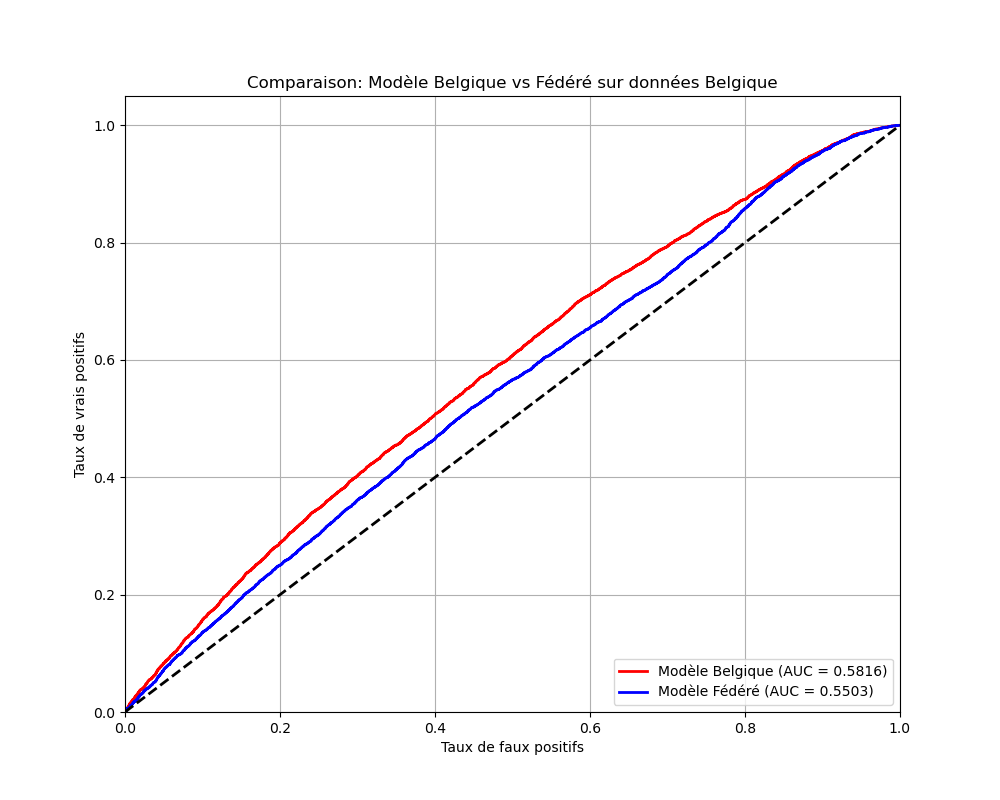 Comparaison: Modèle Belgique vs Fédéré sur données Belgique
Taux de vrais positifs
1.0
0.8
0.6
0.4
0.2
0.0
0.0 0.2 0.4 0.6 0.8 1.0
Taux de faux positifs
Modèle Belgique (AUC = 0.5816)
Modèle Fédéré (AUC = 0.5503)